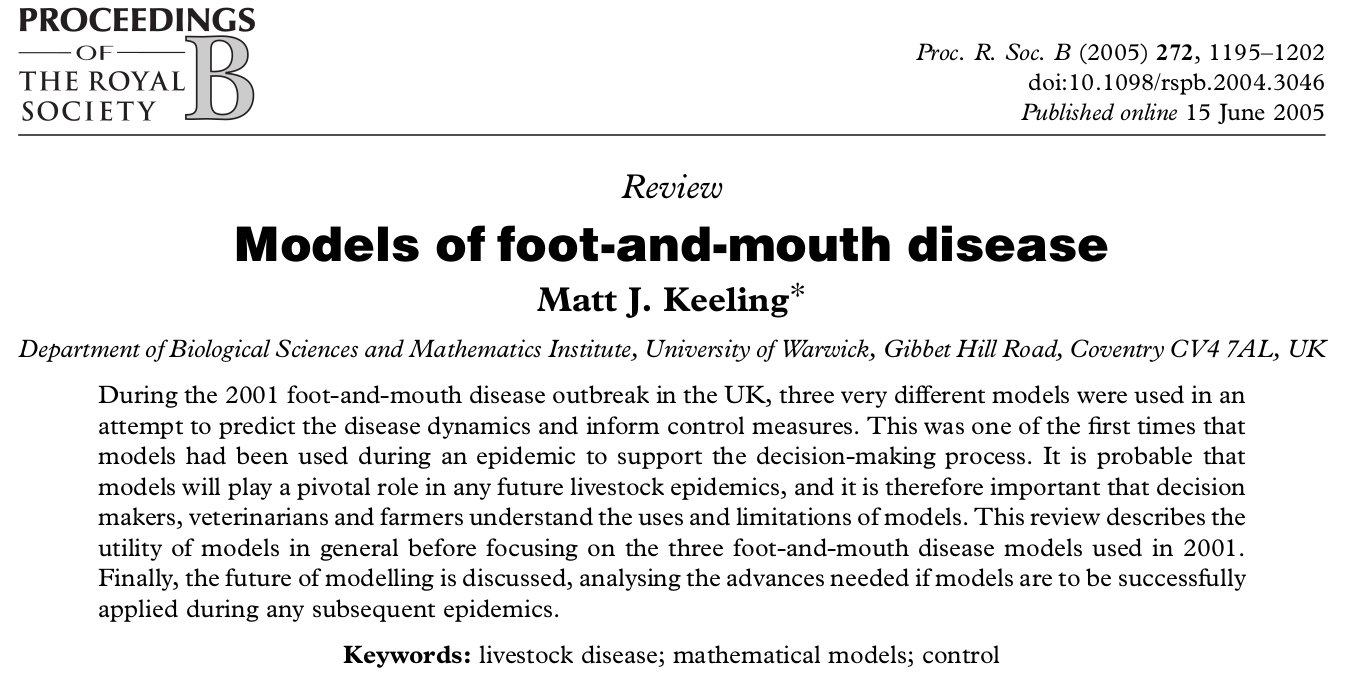 PROCEEDINGS
OF
THE ROYAL
SOCIETY
B
Proc. R. Soc. B (2005) 272, 1195–1202
doi:10.1098/rspb.2004.3046
Published online 15 June 2005
Review
Models of foot-and-mouth disease
Matt J. Keeling*
Department of Biological Sciences and Mathematics Institute, University of Warwick, Gibbet Hill Road, Coventry CV4 7AL, UK
During the 2001 foot-and-mouth disease outbreak in the UK, three very different models were used in an
attempt to predict the disease dynamics and inform control measures. This was one of the first times that
models had been used during an epidemic to support the decision-making process. It is probable that
models will play a pivotal role in any future livestock epidemics, and it is therefore important that decision
makers, veterinarians and farmers understand the uses and limitations of models. This review describes the
utility of models in general before focusing on the three foot-and-mouth disease models used in 2001.
Finally, the future of modelling is discussed, analysing the advances needed if models are to be successfully
applied during any subsequent epidemics.
Keywords: livestock disease; mathematical models; control